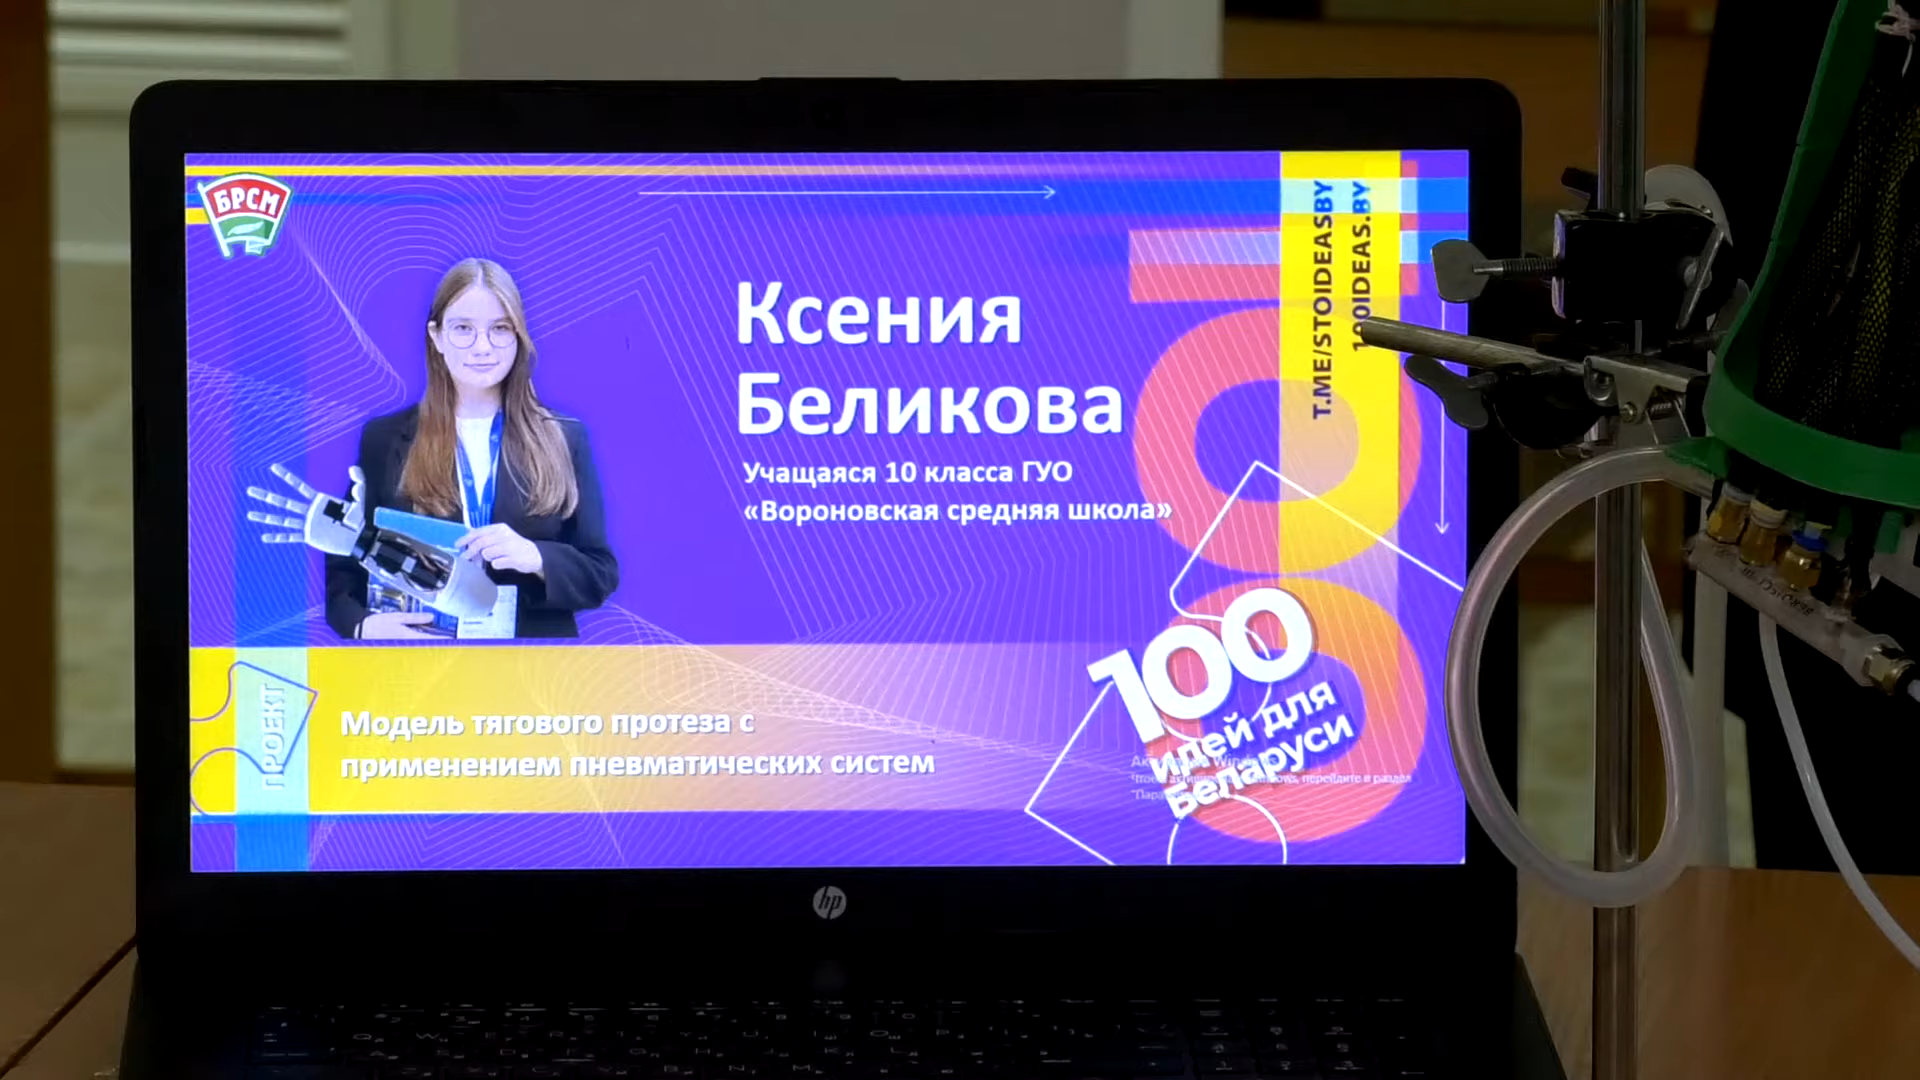 БРСМ
Ксения
Беликова
Учащаяся 10 класса ГУО
«Вороновская средняя школа»
T.ME/STOIDEASBY
100IDEAS.BY
ПРОЕКТ
Модель тягового протеза с
применением пневматических систем
100
идей для
Беларуси
hp